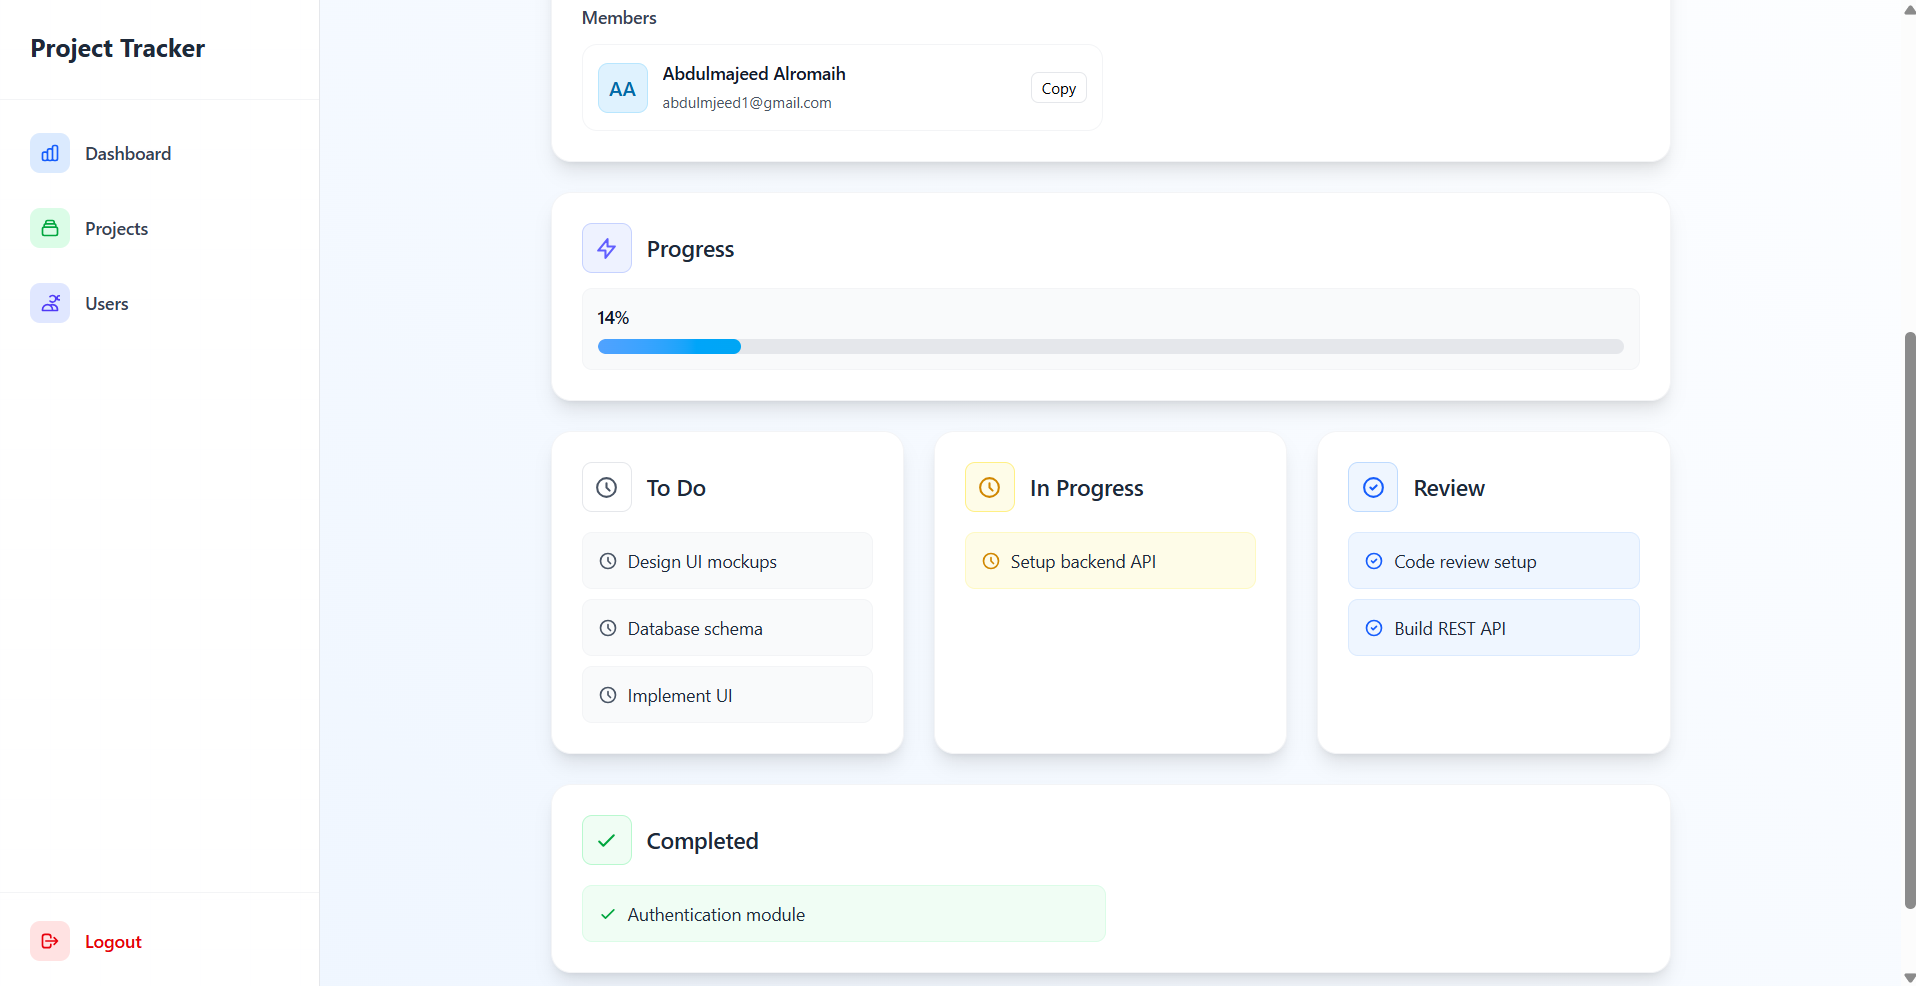 Project Tracker
Dashboard
Projects
Users
Logout
Members
AA
Abdulmajeed Alromaih
abdulmjeed1@gmail.com
Copy
Progress
14%
To Do
Design UI mockups
Database schema
Implement UI
In Progress
Setup backend API
Review
Code review setup
Build REST API
Completed
Authentication module